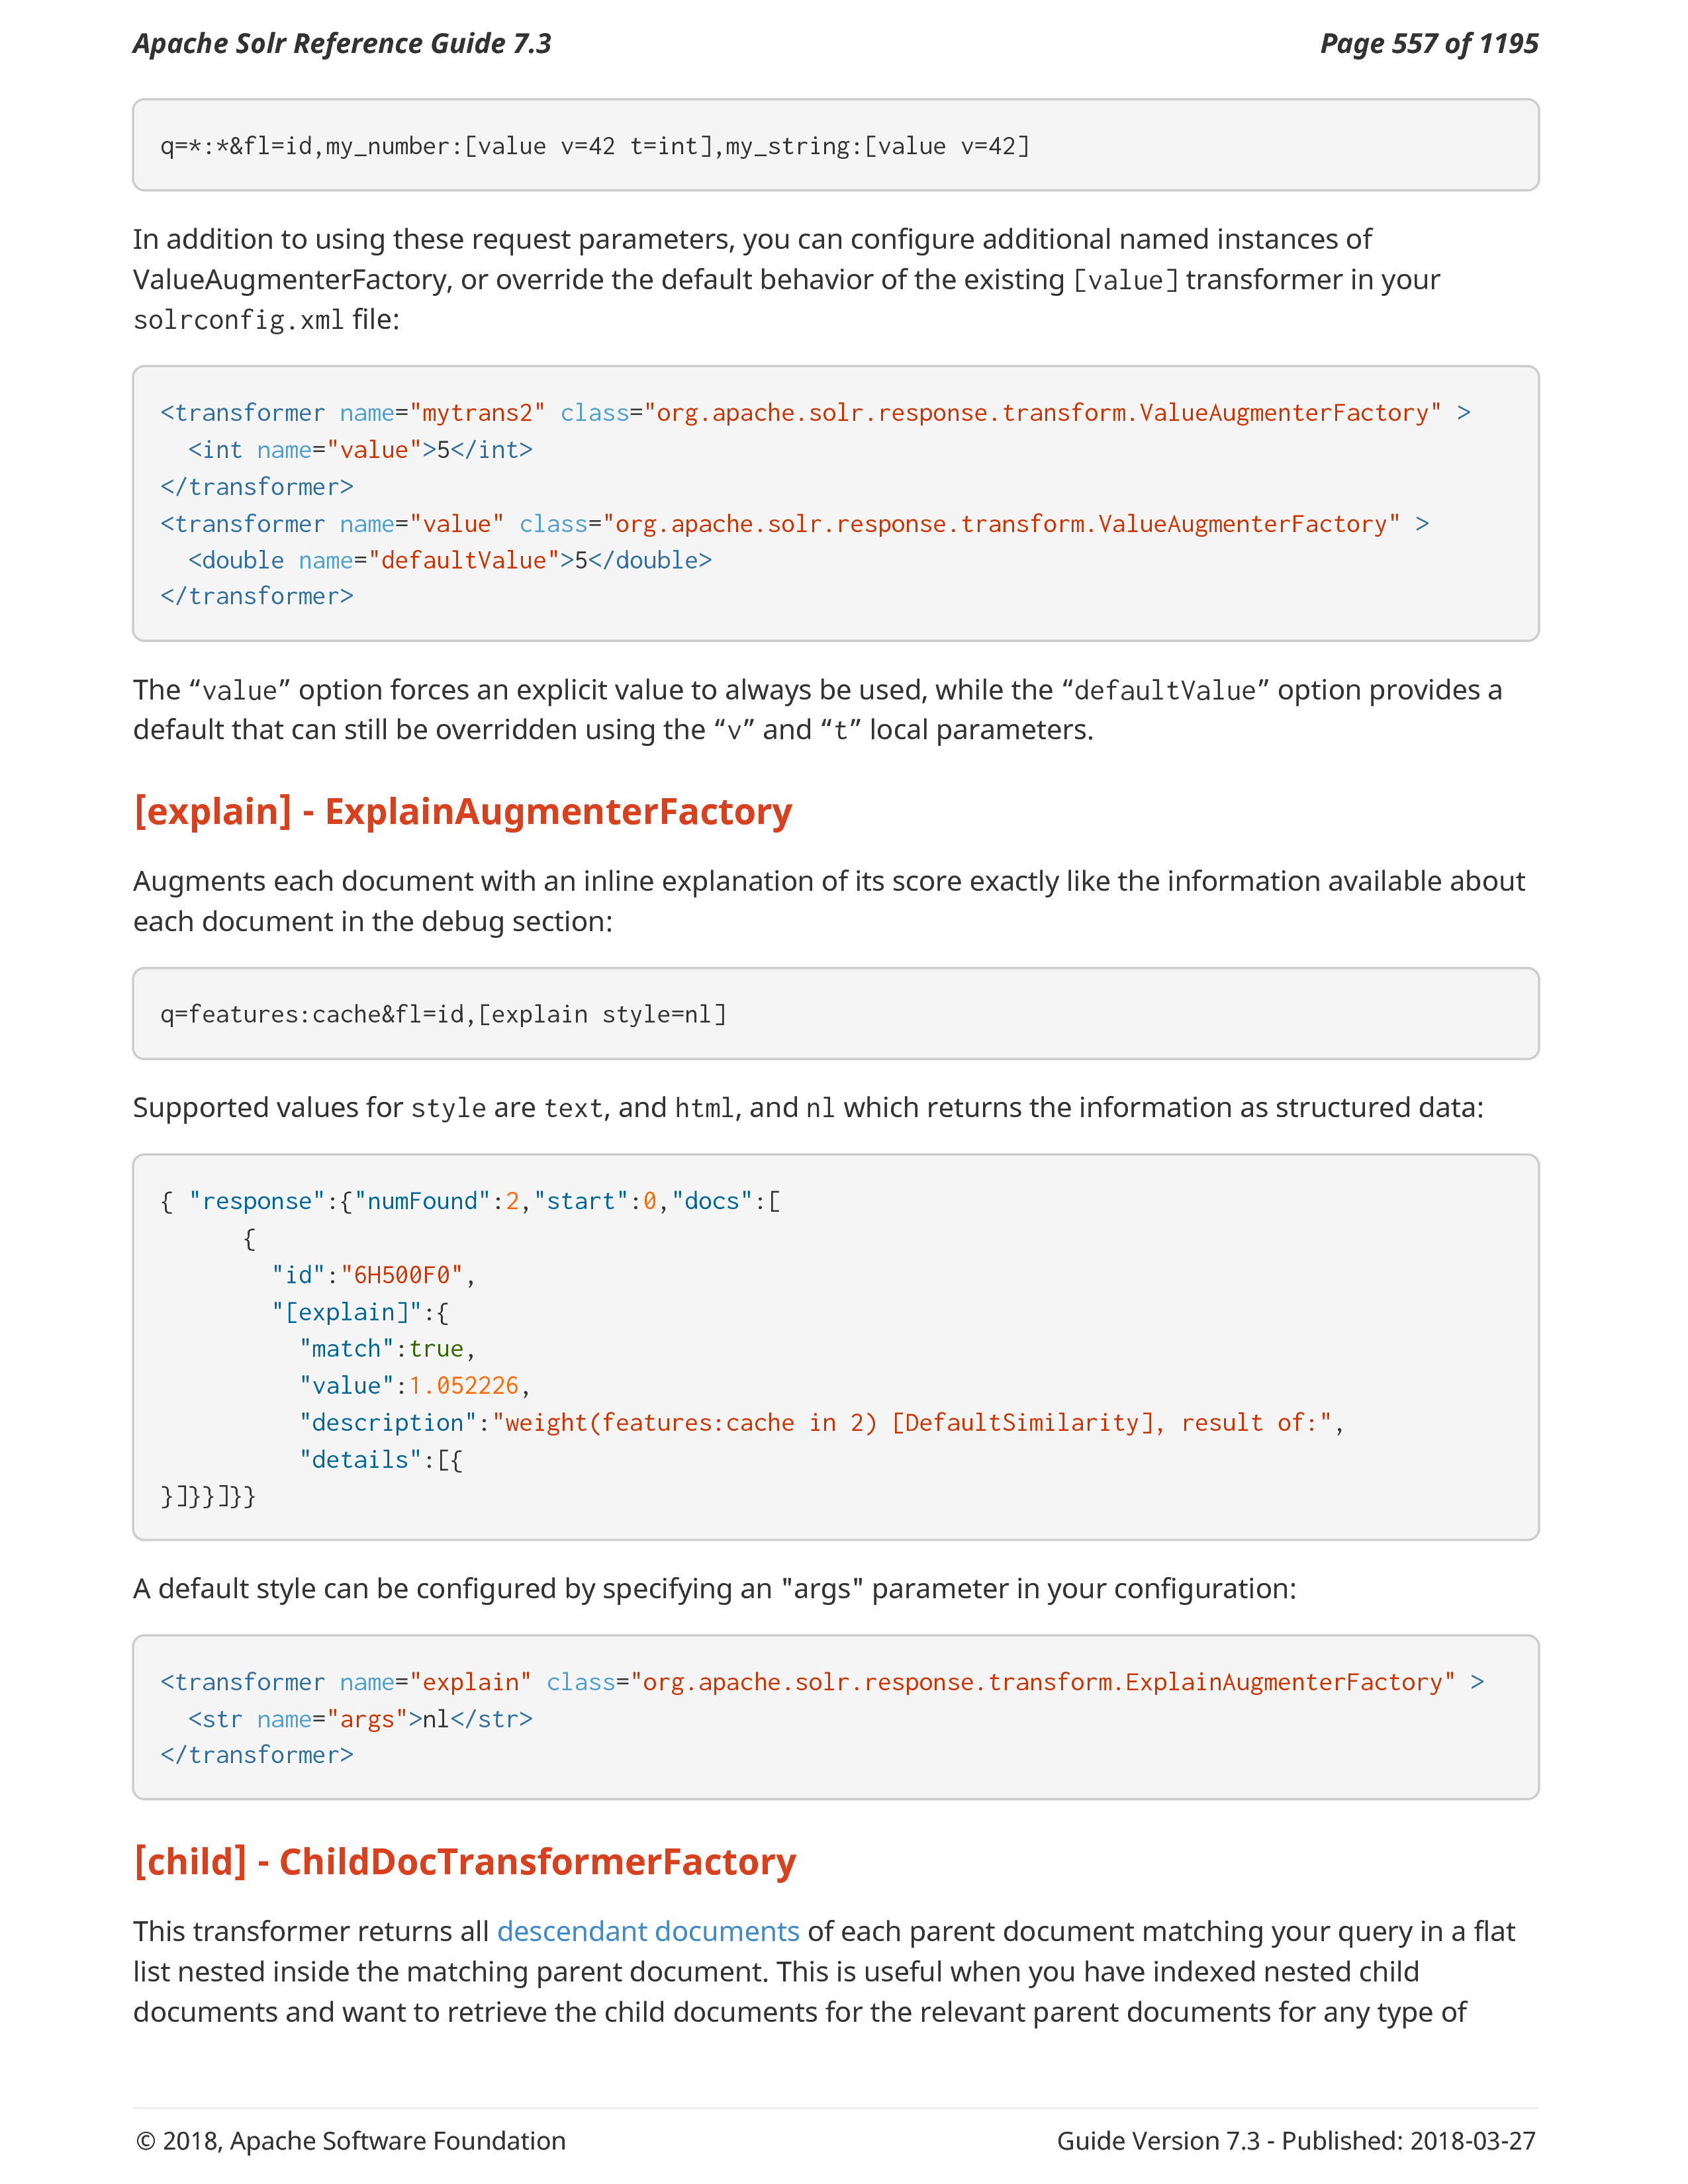 Apache Solr Reference Guide 7.3 Page 557 of 1195
q=*:*&fl=id,my_number:[value v=42 t=int],my_string:[value v=42]
In addition to using these request parameters, you can configure additional named instances of
ValueAugmenterFactory, or override the default behavior of the existing [value] transformer in your
solrconfig.xml file:
<transformer name="mytrans2" class="org.apache.solr.response.transform.ValueAugmenterFactory" >
  <int name="value">5</int>
</transformer>
<transformer name="value" class="org.apache.solr.response.transform.ValueAugmenterFactory" >
  <double name="defaultValue">5</double>
</transformer>
The “value” option forces an explicit value to always be used, while the “defaultValue” option provides a
default that can still be overridden using the “v” and “t” local parameters.
[explain] - ExplainAugmenterFactory
Augments each document with an inline explanation of its score exactly like the information available about
each document in the debug section:
q=features:cache&fl=id,[explain style=nl]
Supported values for style are text, and html, and nl which returns the information as structured data:
{ "response":{"numFound":2,"start":0,"docs":[
      {
        "id":"6H500F0",
        "[explain]":{
          "match":true,
          "value":1.052226,
          "description":"weight(features:cache in 2) [DefaultSimilarity], result of:",
          "details":[{
}]}}]}}
A default style can be configured by specifying an "args" parameter in your configuration:
<transformer name="explain" class="org.apache.solr.response.transform.ExplainAugmenterFactory" >
  <str name="args">nl</str>
</transformer>
[child] - ChildDocTransformerFactory
This transformer returns all descendant documents of each parent document matching your query in a flat
list nested inside the matching parent document. This is useful when you have indexed nested child
documents and want to retrieve the child documents for the relevant parent documents for any type of
© 2018, Apache Software Foundation Guide Version 7.3 - Published: 2018-03-27